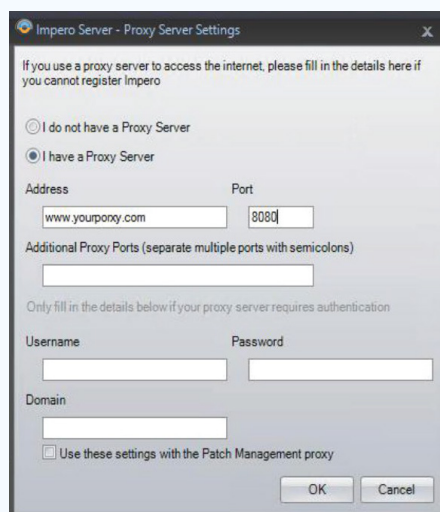 Impero Server - Proxy Server Settings
x
If you use a proxy server to access the internet, please fill in the details here if
you cannot register Impero
I do not have a Proxy Server
I have a Proxy Server
Address Port
www.yourporxy.com 8080
Additional Proxy Ports (separate multiple ports with semicolons)
Only fill in the details below if your proxy server requires authentication
Username Password
Domain
Use these settings with the Patch Management proxy
OK Cancel